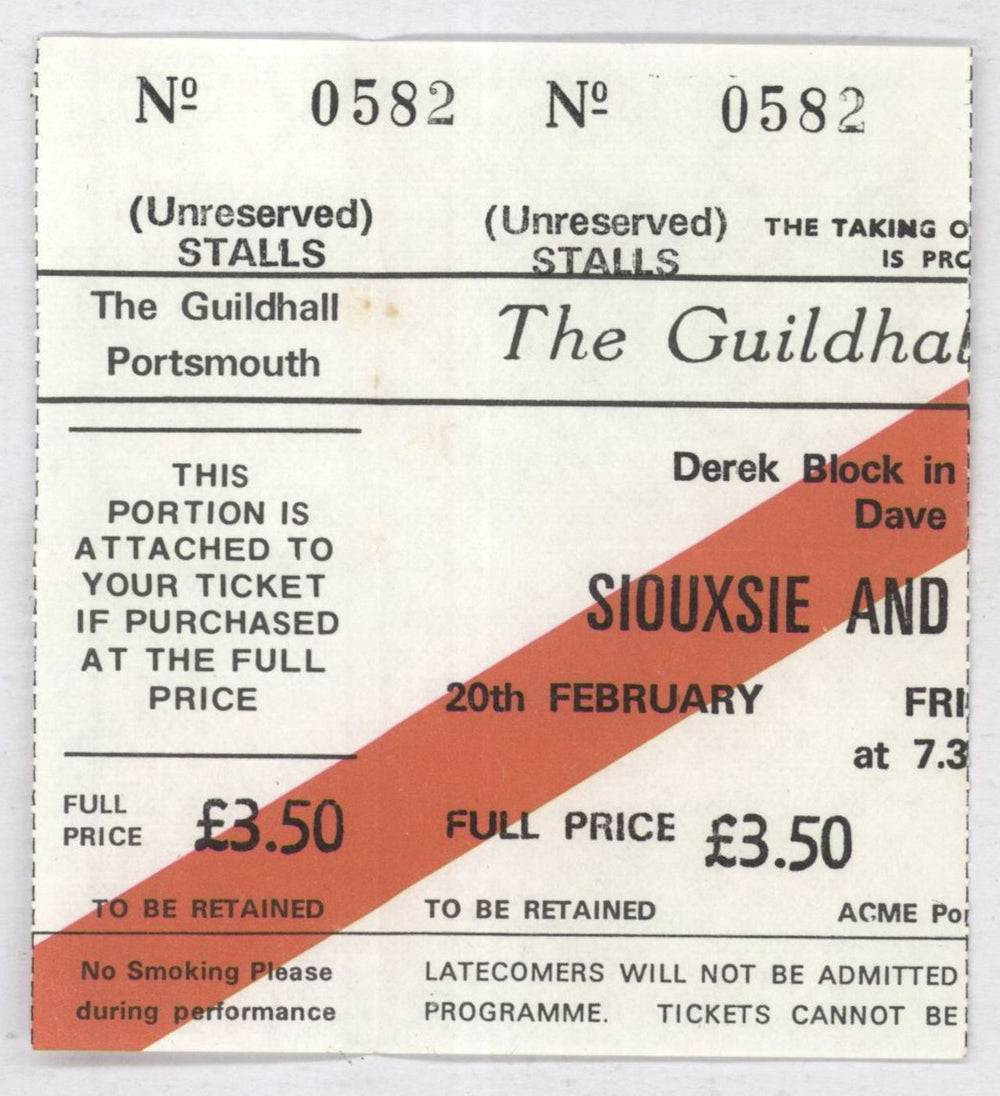 Nº 0582 Nº 0582
(Unreserved) (Unreserved) THE TAKING O
STALLS STALLS IS PRO
The Guildhall
Portsmouth
The Guildhal
THIS
PORTION IS
ATTACHED TO
YOUR TICKET
IF PURCHASED
AT THE FULL
PRICE
Derek Block in
Dave
SIOUXSIE AND
20th FEBRUARY FRI
at 7.3
FULL
PRICE £3.50
FULL PRICE £3.50
TO BE RETAINED TO BE RETAINED ACME Po
No Smoking Please
during performance
LATECOMERS WILL NOT BE ADMITTED
PROGRAMME. TICKETS CANNOT BE